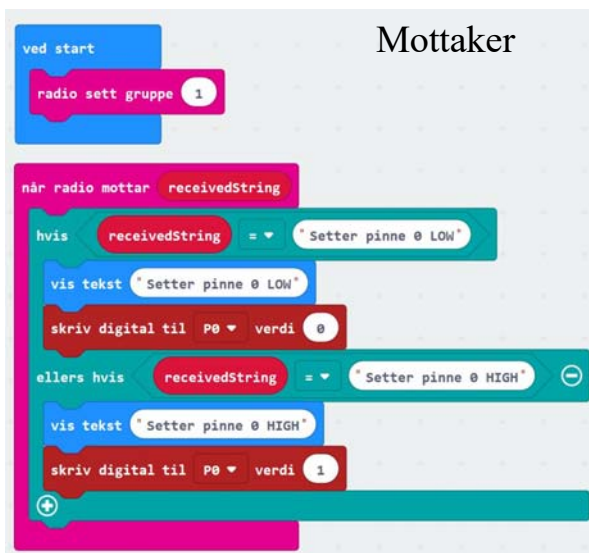 Mottaker
ved start
radio sett gruppe 1
når radio mottar receivedString
hvis receivedString = "Setter pinne 0 LOW"
vis tekst "Setter pinne 0 LOW"
skriv digital til P0 verdi 0
ellers hvis receivedString = "Setter pinne 0 HIGH"
vis tekst "Setter pinne 0 HIGH"
skriv digital til P0 verdi 1